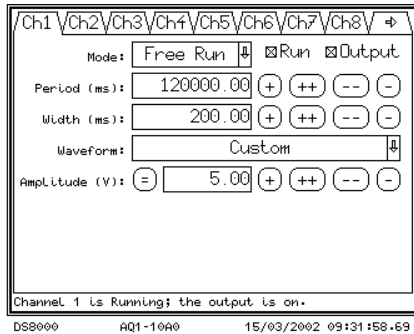 Ch1 Ch2 Ch3 Ch4 Ch5 Ch6 Ch7 Ch8
Mode: Free Run Run Output
Period (ms): 120000.00 + ++ -- -
Width (ms): 200.00 + ++ -- -
Waveform: Custom
Amplitude (V): = 5.00 + ++ -- -
Channel 1 is Running; the output is on.
DS8000 AQ1-10A0 15/03/2002 09:31:58.69